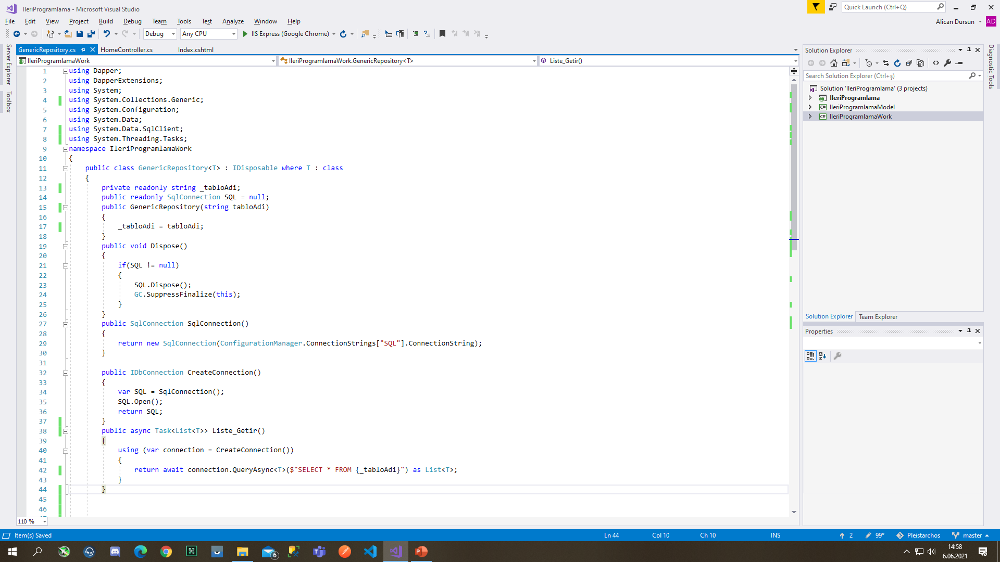 IleriProgramlama - Microsoft Visual Studio
Quick Launch (Ctrl+Q)
File Edit View Project Build Debug Team Tools Test Analyze Window Help
Alican Dursun AD
Debug Any CPU IIS Express (Google Chrome)
Server Explorer
Toolbox
GenericRepository.cs HomeController.cs Index.cshtml
IleriProgramlamaWork IleriProgramlamaWork.GenericRepository<T> Liste_Getir()
1 using Dapper;
2 using DapperExtensions;
3 using System;
4 using System.Collections.Generic;
5 using System.Configuration;
6 using System.Data;
7 using System.Data.SqlClient;
8 using System.Threading.Tasks;
9 namespace IleriProgramlamaWork
10 {
11 public class GenericRepository<T> : IDisposable where T : class
12 {
13 private readonly string _tabloAdi;
14 public readonly SqlConnection SQL = null;
15 public GenericRepository(string tabloAdi)
16 {
17 _tabloAdi = tabloAdi;
18 }
19 public void Dispose()
20 {
21 if(SQL != null)
22 {
23 SQL.Dispose();
24 GC.SuppressFinalize(this);
25 }
26 }
27 public SqlConnection SqlConnection()
28 {
29 return new SqlConnection(ConfigurationManager.ConnectionStrings["SQL"].ConnectionString);
30 }
31
32 public IDbConnection CreateConnection()
33 {
34 var SQL = SqlConnection();
35 SQL.Open();
36 return SQL;
37 }
38 public async Task<List<T>> Liste_Getir()
39 {
40 using (var connection = CreateConnection())
41 {
42 return await connection.QueryAsync<T>($"SELECT * FROM {_tabloAdi}") as List<T>;
43 }
44 }
45
46
110 %
Solution Explorer
Search Solution Explorer (Ctrl+ş)
Solution 'IleriProgramlama' (3 projects)
IleriProgramlama
C# IleriProgramlamaModel
C# IleriProgramlamaWork
Solution Explorer Team Explorer
Properties
Diagnostic Tools
Item(s) Saved Ln 44 Col 10 Ch 10 INS 2 99* Pleistarchos master
6
14:58
6.06.2021